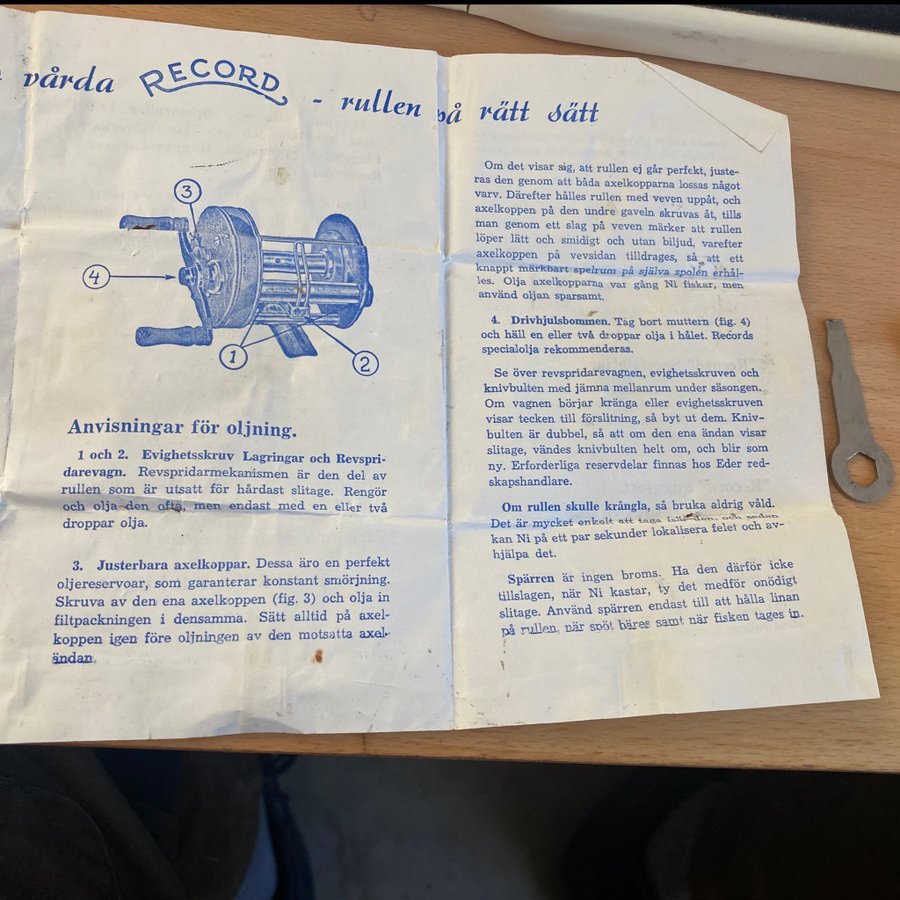 vårda RECORD - rullen på rätt sätt
3
4
1
2
Anvisningar för oljning.
1 och 2. Evighetsskruv Lagringar och Revspri-
darevagn. Revspridarmekanismen är den del av
rullen som är utsatt för hårdast slitage. Rengör
och olja den ofta, men endast med en eller två
droppar olja.
3. Justerbara axelkoppar. Dessa äro en perfekt
oljereservoar, som garanterar konstant smörjning.
Skruva av den ena axelkoppen (fig. 3) och olja in
filtpackningen i densamma. Sätt alltid på axel-
koppen igen före oljningen av den motsatta axel-
ändan.
Om det visar sig, att rullen ej går perfekt, juste-
ras den genom att båda axelkopparna lossas något
varv. Därefter hålles rullen med veven uppåt, och
axelkoppen på den undre gaveln skruvas åt, tills
man genom ett slag på veven märker att rullen
löper lätt och smidigt och utan biljud, varefter
axelkoppen på vevsidan tilldrages, så att ett
knappt märkbart spelrum på själva spolen erhål-
les. Olja axelkopparna var gång Ni fiskar, men
använd oljan sparsamt.
4. Drivhjulsbommen. Tag bort muttern (fig. 4)
och häll en eller två droppar olja i hålet. Records
specialolja rekommenderas.
Se över revspridarevagnen, evighetsskruven och
knivbulten med jämna mellanrum under säsongen.
Om vagnen börjar kränga eller evighetsskruven
visar tecken till förslitning, så byt ut dem. Kniv-
bulten är dubbel, så att om den ena ändan visar
slitage, vändes knivbulten helt om, och blir som
ny. Erforderliga reservdelar finnas hos Eder red-
skapshandlare.
Om rullen skulle krångla, så bruka aldrig våld.
Det är mycket enkelt att taga isär den, och sedan
kan Ni på ett par sekunder lokalisera felet och av-
hjälpa det.
Spärren är ingen broms. Ha den därför icke
tillslagen, när Ni kastar, ty det medför onödigt
slitage. Använd spärren endast till att hålla linan
på rullen, när spöt bäres samt när fisken tages in.